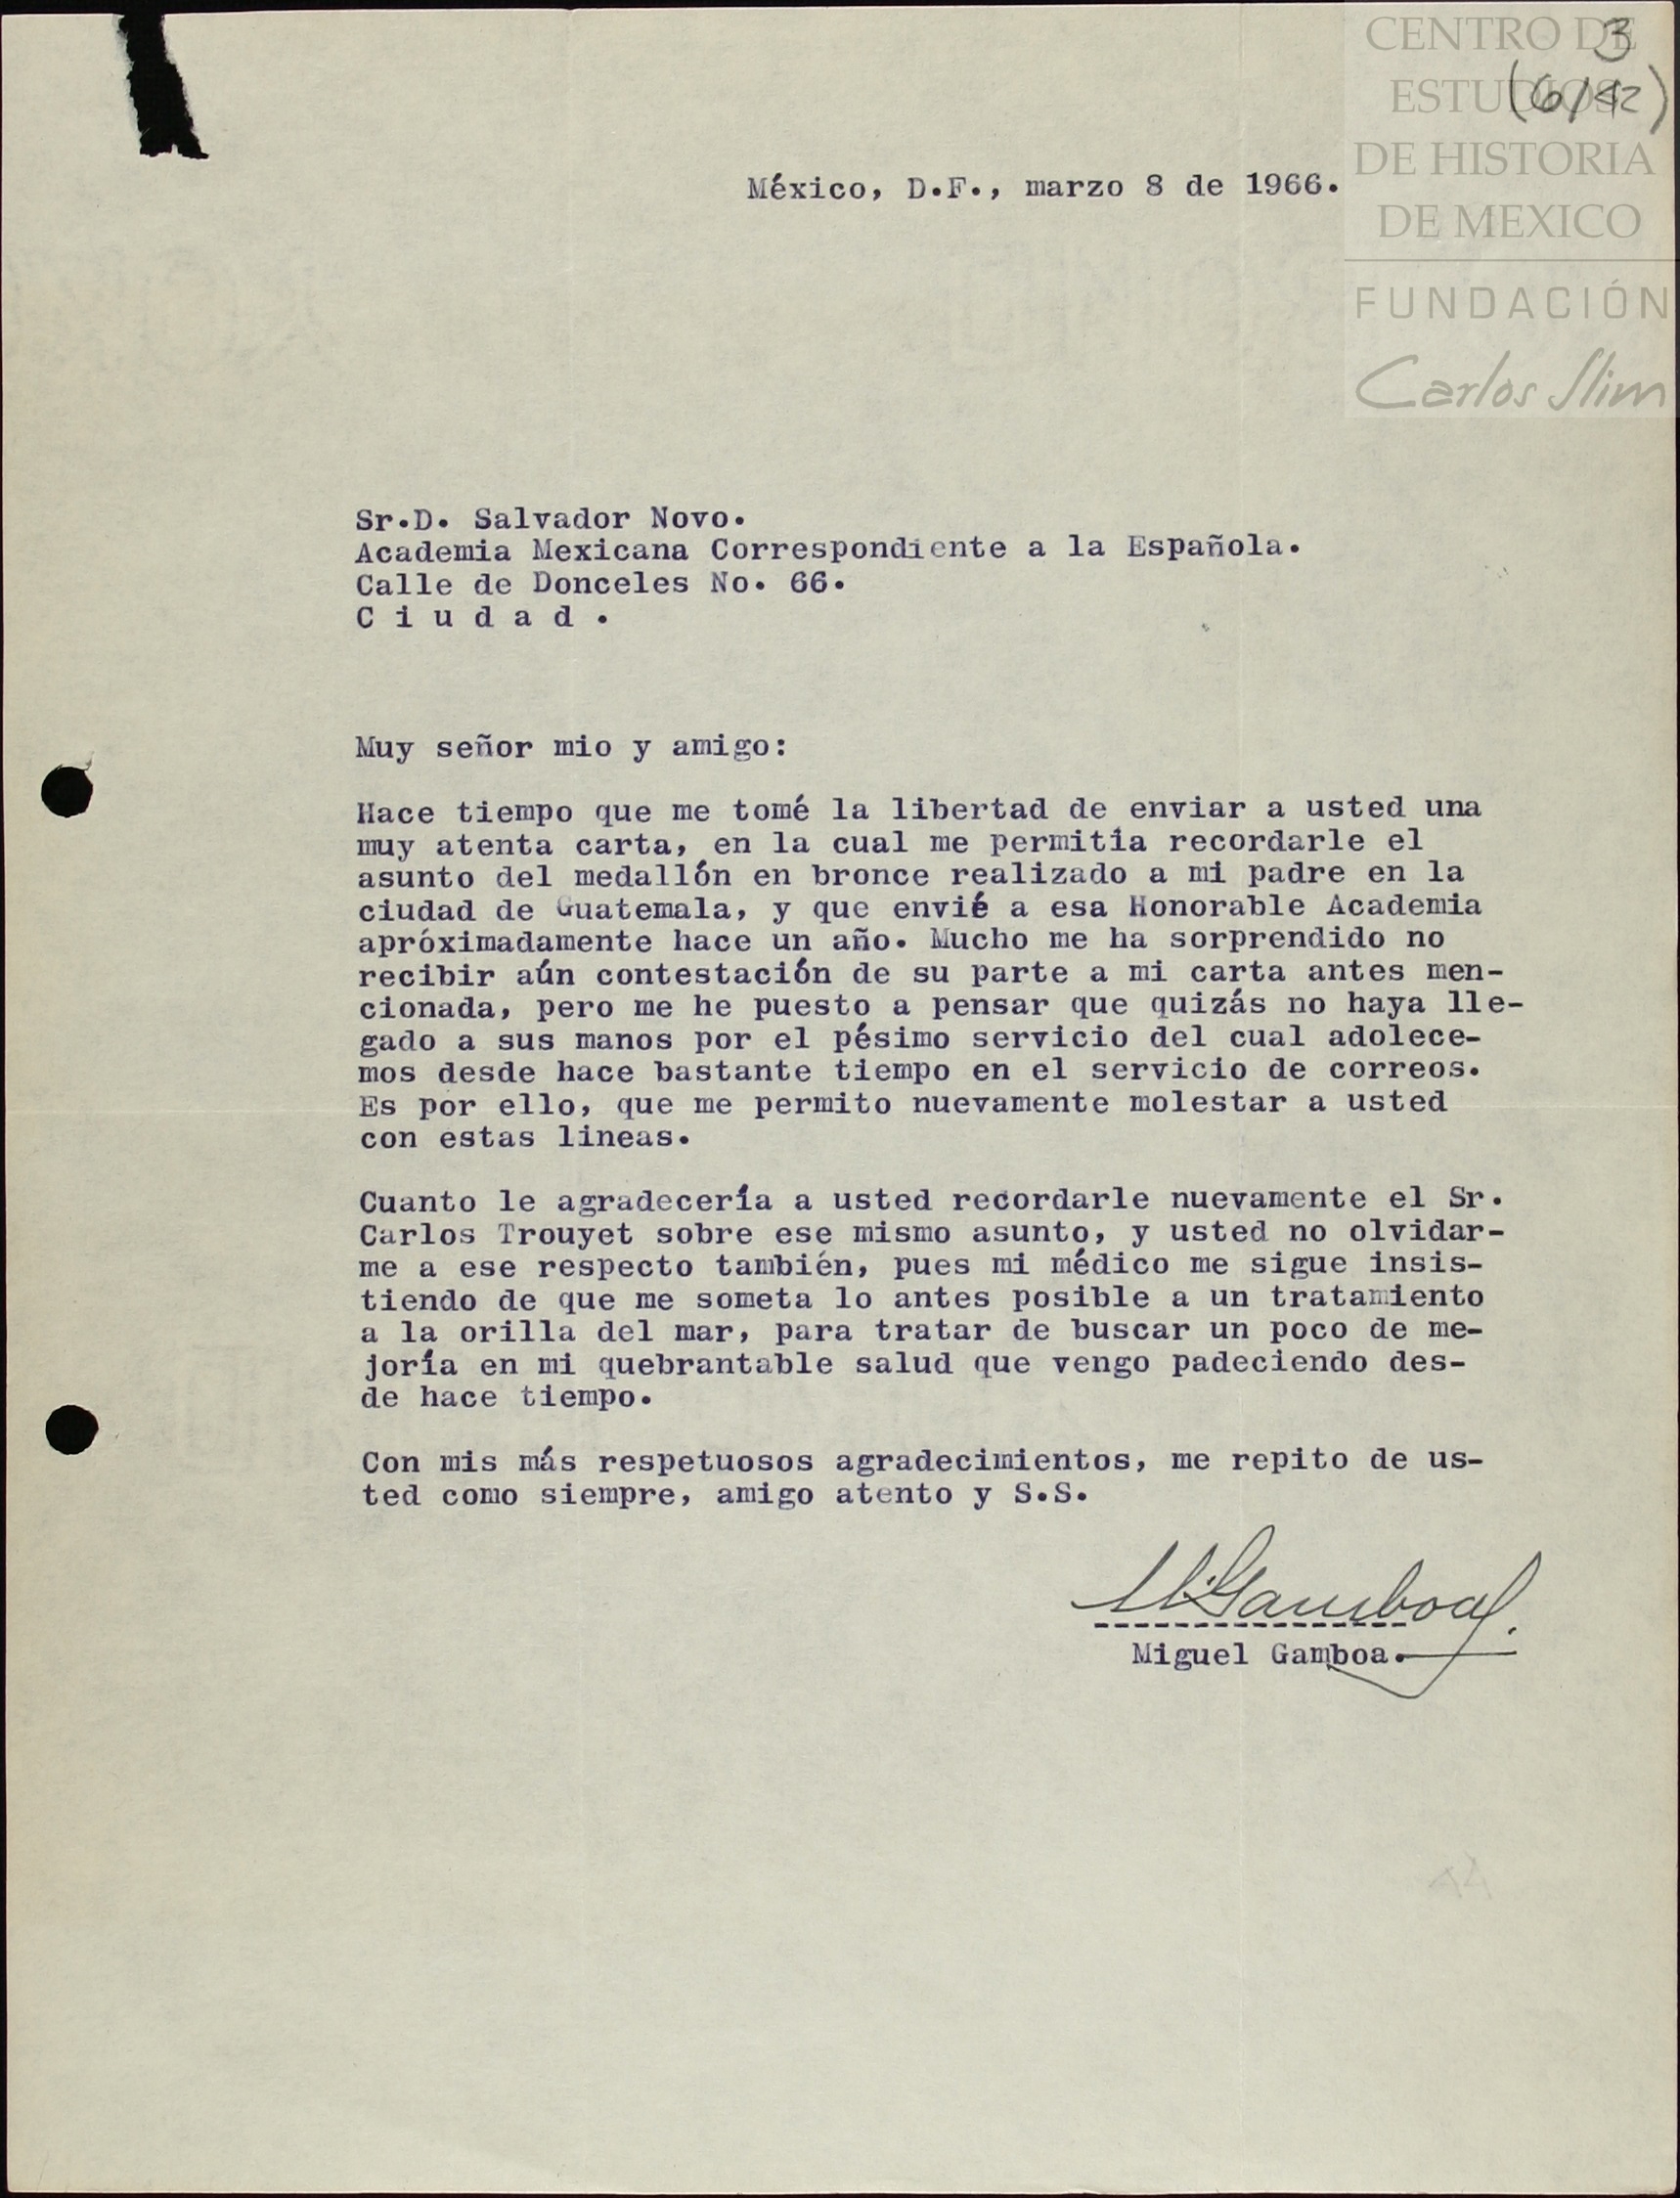 CENTRO DE
ESTUDIOS
DE HISTORIA
DE MEXICO
FUNDACIÓN
Carlos Slim
3
(6/42)
México, D.F., marzo 8 de 1966.
Sr.D. Salvador Novo.
Academia Mexicana Correspondiente a la Española.
Calle de Donceles No. 66.
C i u d a d .
Muy señor mio y amigo:
Hace tiempo que me tomé la libertad de enviar a usted una
muy atenta carta, en la cual me permitía recordarle el
asunto del medallón en bronce realizado a mi padre en la
ciudad de Guatemala, y que envié a esa Honorable Academia
apróximadamente hace un año. Mucho me ha sorprendido no
recibir aún contestación de su parte a mi carta antes men-
cionada, pero me he puesto a pensar que quizás no haya lle-
gado a sus manos por el pésimo servicio del cual adolece-
mos desde hace bastante tiempo en el servicio de correos.
Es por ello, que me permito nuevamente molestar a usted
con estas lineas.
Cuanto le agradecería a usted recordarle nuevamente el Sr.
Carlos Trouyet sobre ese mismo asunto, y usted no olvidar-
me a ese respecto también, pues mi médico me sigue insis-
tiendo de que me someta lo antes posible a un tratamiento
a la orilla del mar, para tratar de buscar un poco de me-
joría en mi quebrantable salud que vengo padeciendo des-
de hace tiempo.
Con mis más respetuosos agradecimientos, me repito de us-
ted como siempre, amigo atento y S.S.
M. Gamboa
----------------
Miguel Gamboa.